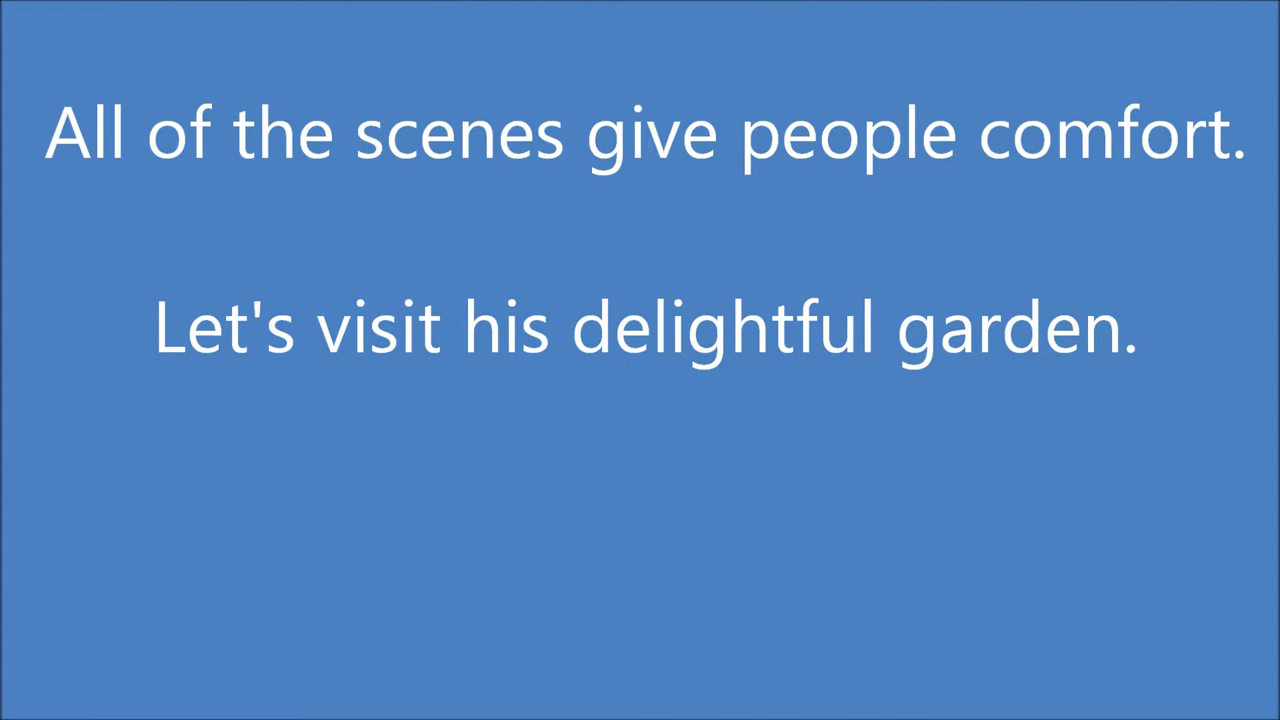 All of the scenes give people comfort.
Let's visit his delightful garden.